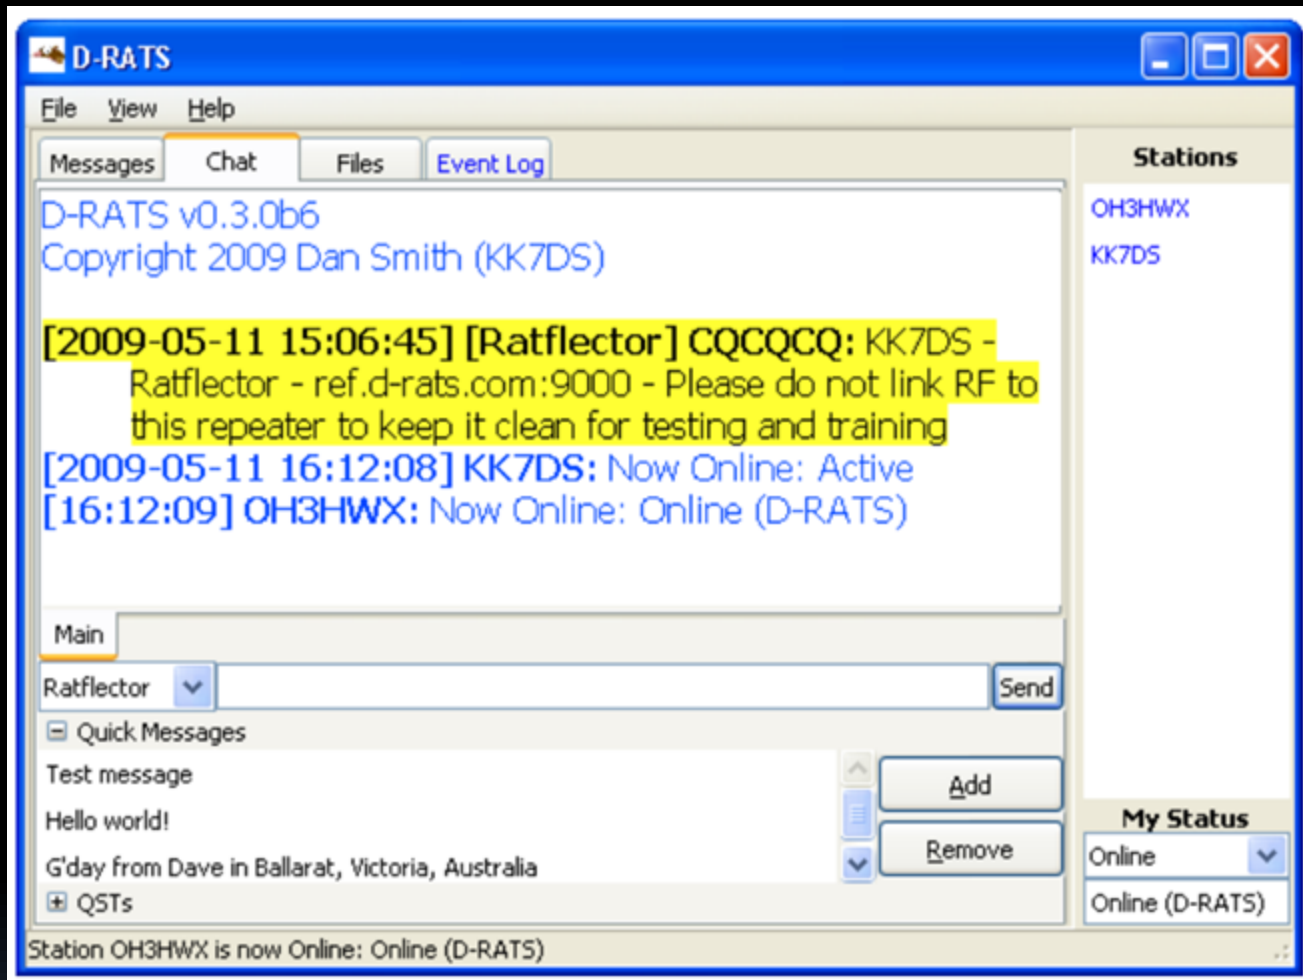 D-RATS
File View Help
Messages Chat Files Event Log
D-RATS v0.3.0b6
Copyright 2009 Dan Smith (KK7DS)
[2009-05-11 15:06:45] [Ratflector] CQCQCQ: KK7DS -
Ratflector - ref.d-rats.com:9000 - Please do not link RF to
this repeater to keep it clean for testing and training
[2009-05-11 16:12:08] KK7DS: Now Online: Active
[16:12:09] OH3HWX: Now Online: Online (D-RATS)
Main
Ratflector Send
Quick Messages
Test message
Hello world!
G'day from Dave in Ballarat, Victoria, Australia
Add
Remove
QSTs
Stations
OH3HWX
KK7DS
My Status
Online
Online (D-RATS)
Station OH3HWX is now Online: Online (D-RATS)